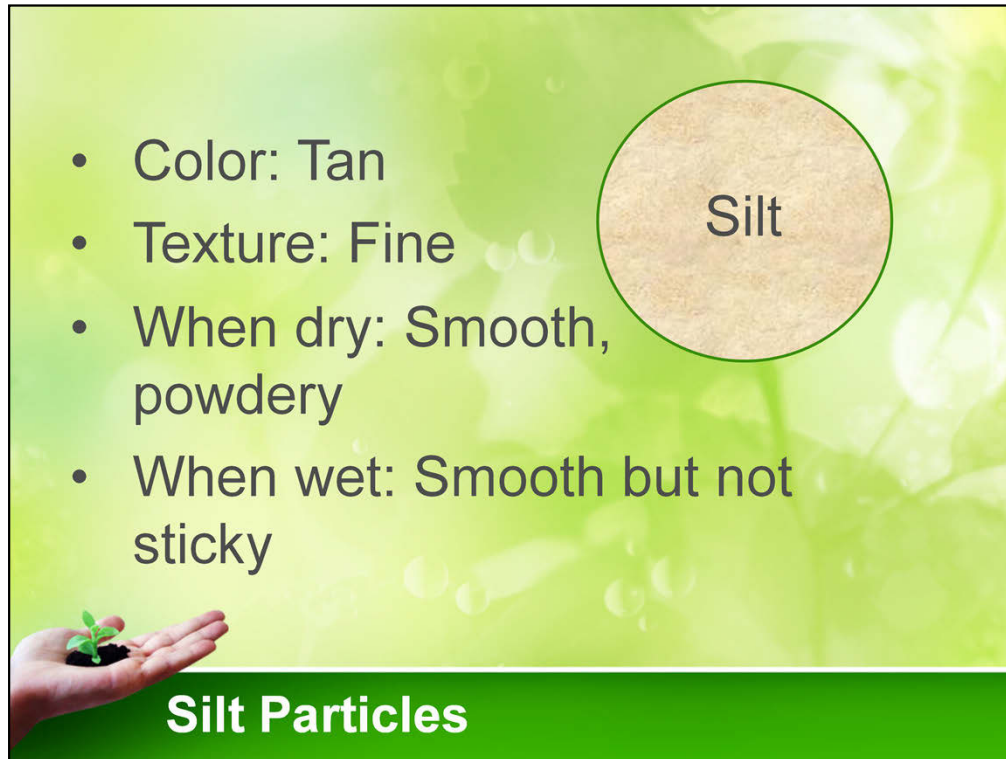 • Color: Tan
Silt
• Texture: Fine
• When dry: Smooth,
powdery
• When wet: Smooth but not
sticky
Silt Particles